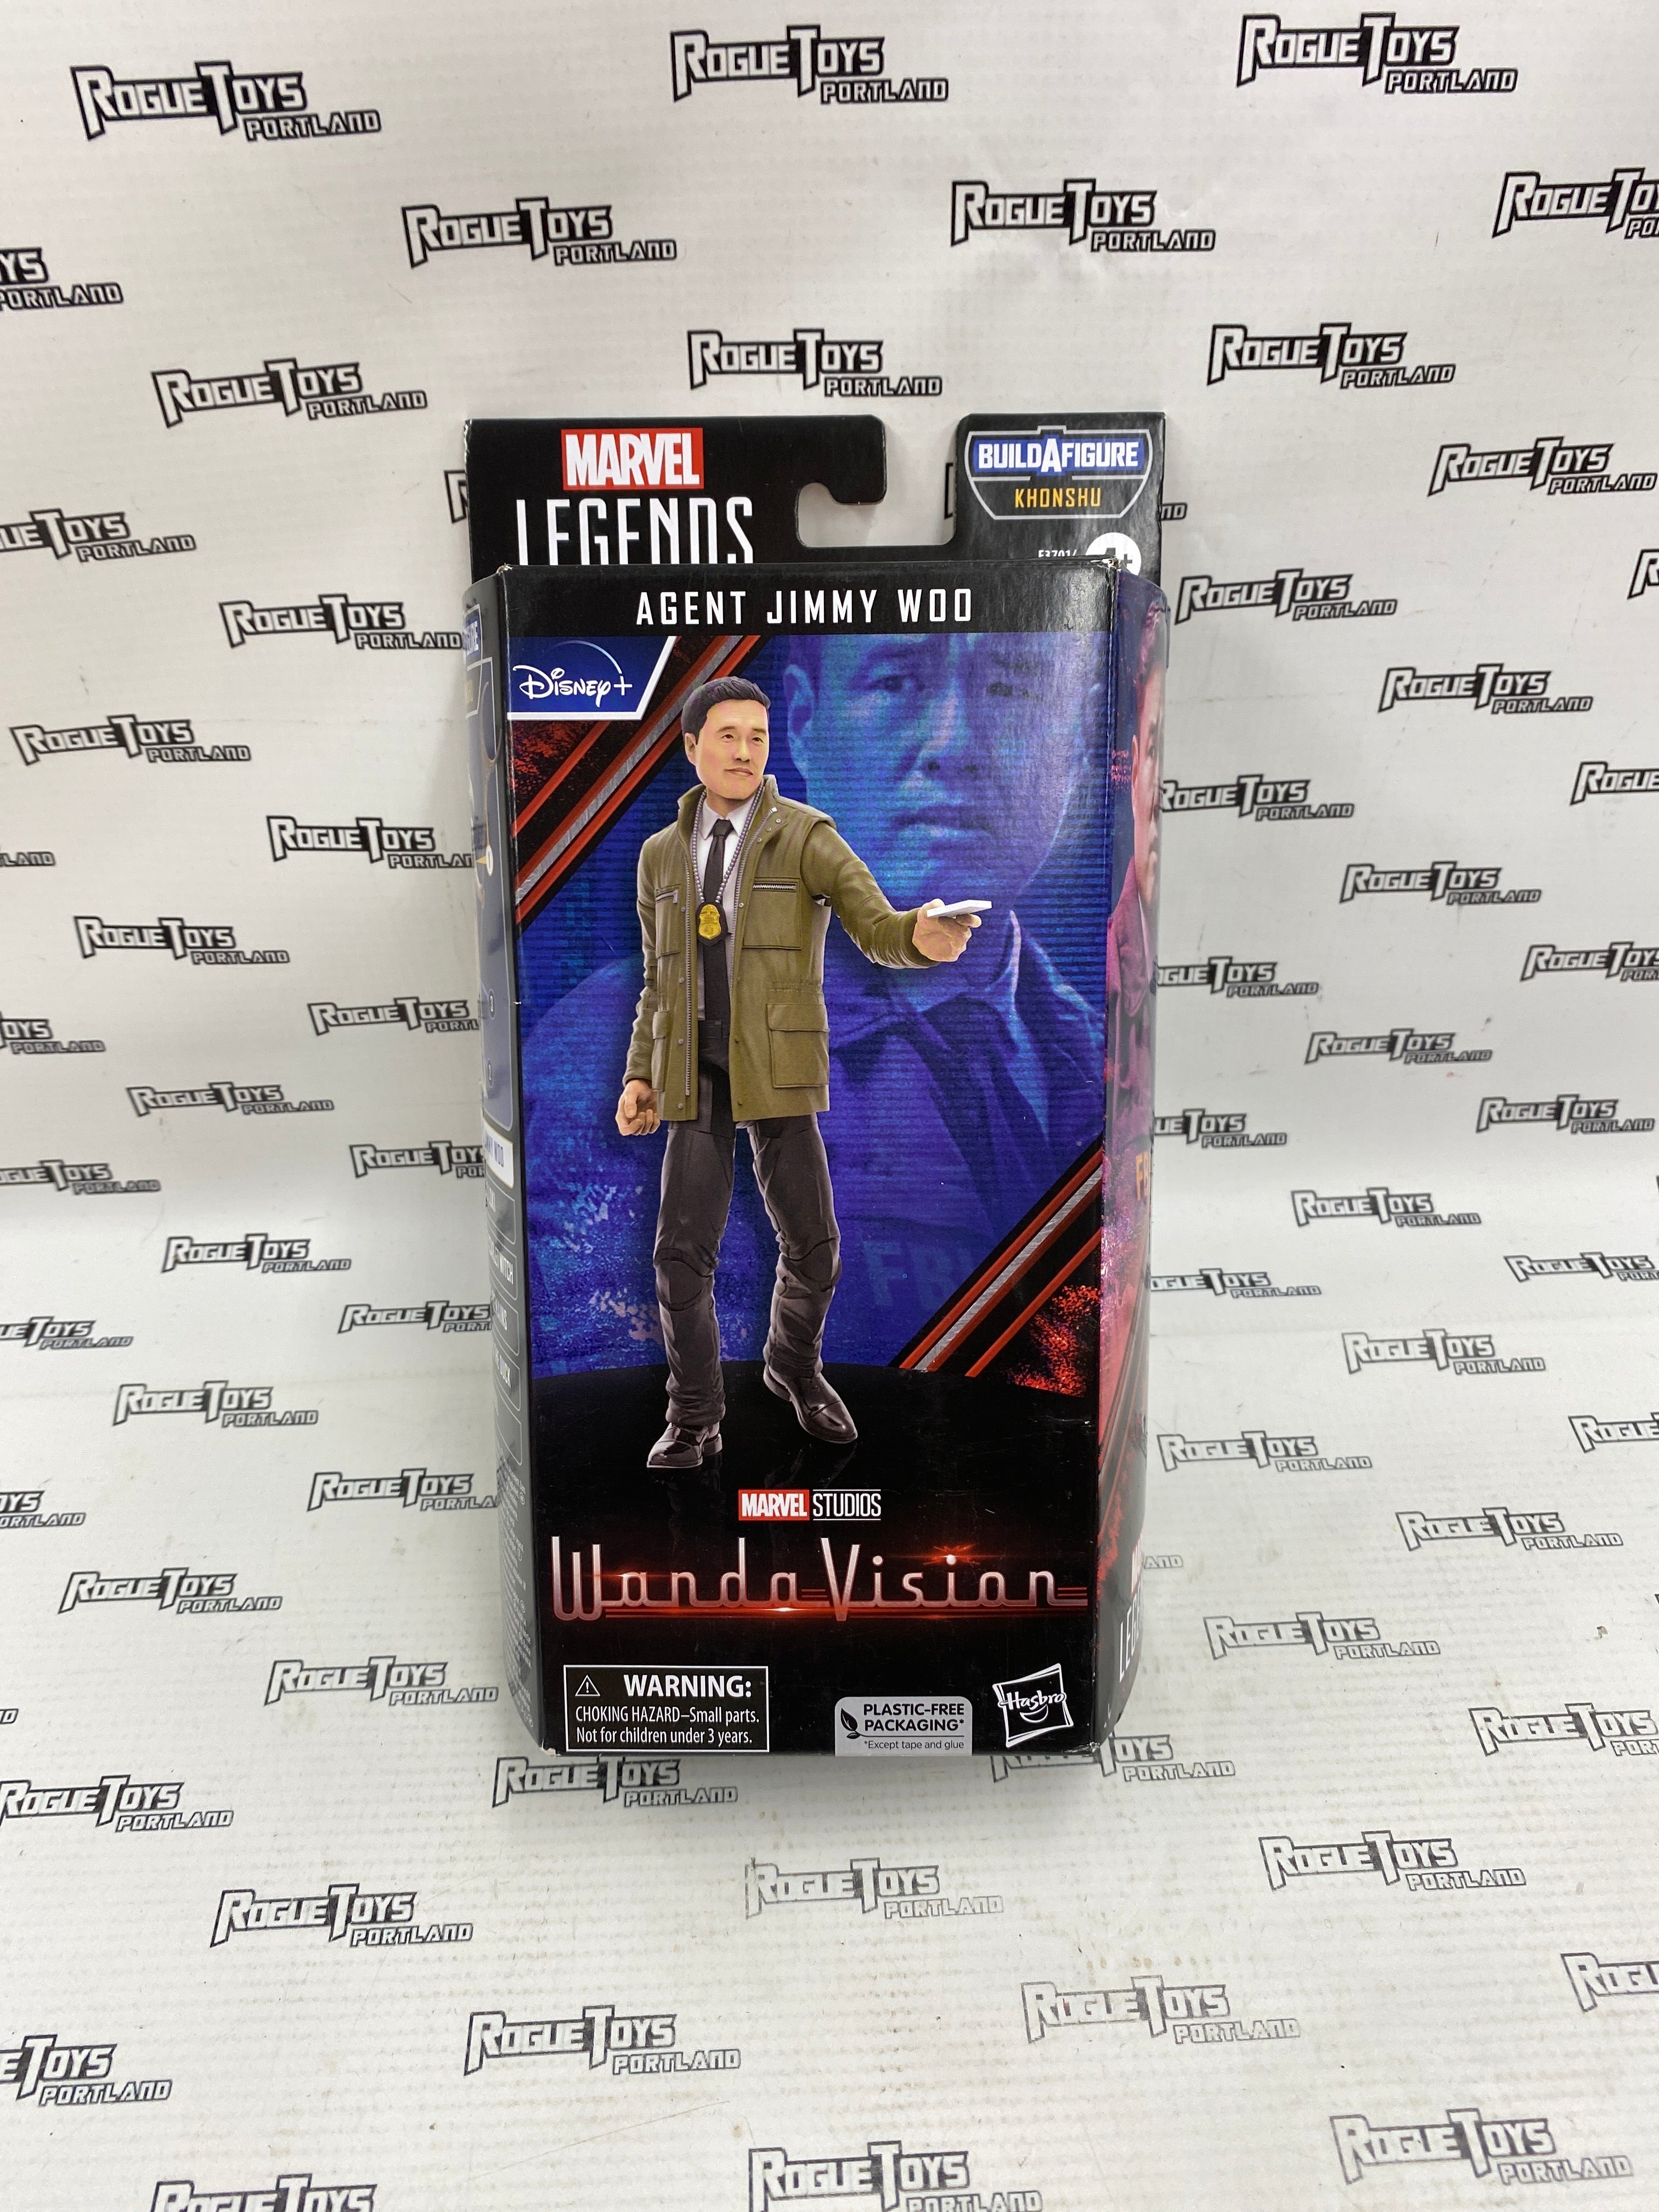 ROGUE TOYS
PORTLAND
MARVEL
LEGENDS
BUILD A FIGURE
KHONSHU
AGENT JIMMY WOO
Disney+
FB
MARVEL STUDIOS
WandaVision
WARNING:
CHOKING HAZARD–Small parts.
Not for children under 3 years.
PLASTIC-FREE
PACKAGING*
*Except tape and glue
Hasbro